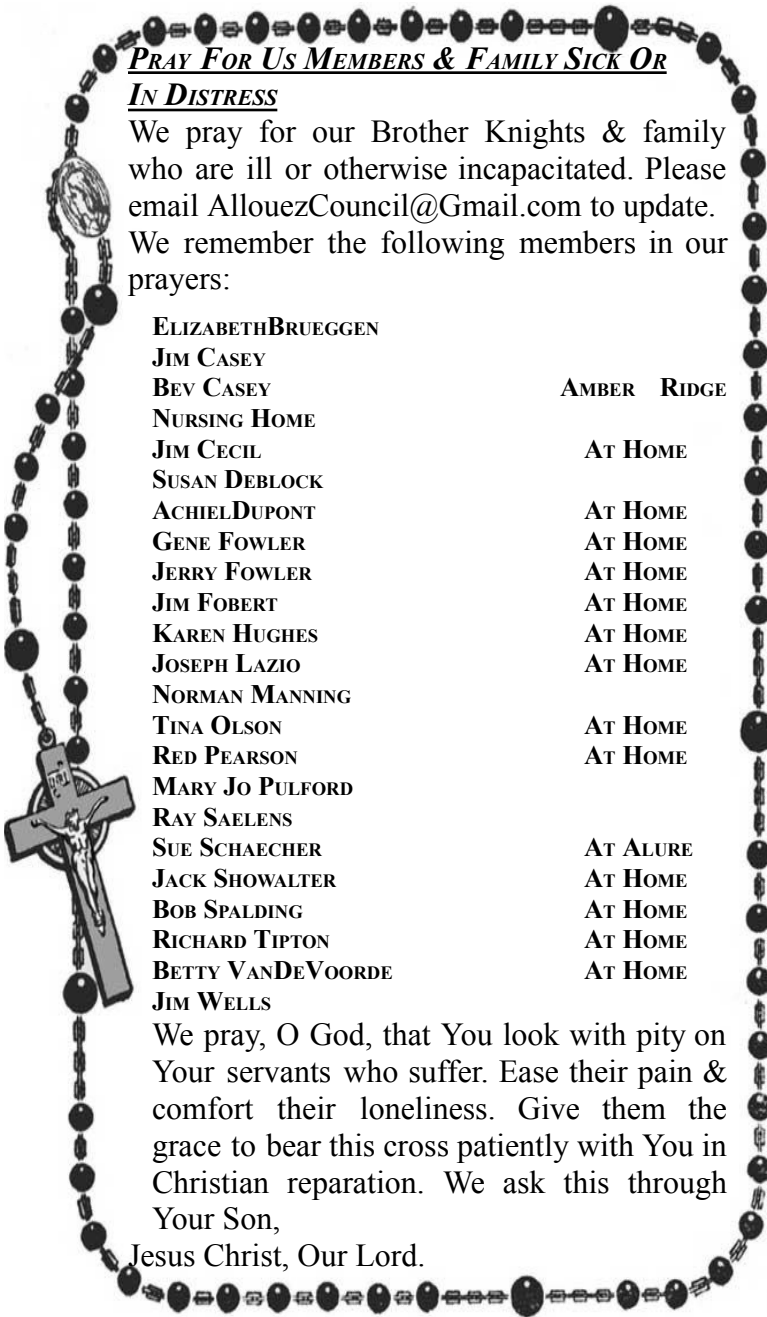 PRAY FOR US MEMBERS & FAMILY SICK OR
IN DISTRESS
We pray for our Brother Knights & family
who are ill or otherwise incapacitated. Please
email AllouezCouncil@Gmail.com to update.
We remember the following members in our
prayers:
ELIZABETHBRUEGGEN
JIM CASEY
BEV CASEY AMBER RIDGE
NURSING HOME
JIM CECIL AT HOME
SUSAN DEBLOCK
ACHIELDUPONT AT HOME
GENE FOWLER AT HOME
JERRY FOWLER AT HOME
JIM FOBERT AT HOME
KAREN HUGHES AT HOME
JOSEPH LAZIO AT HOME
NORMAN MANNING
TINA OLSON AT HOME
RED PEARSON AT HOME
MARY JO PULFORD
RAY SAELENS
SUE SCHAECHER AT ALURE
JACK SHOWALTER AT HOME
BOB SPALDING AT HOME
RICHARD TIPTON AT HOME
BETTY VANDEVOORDE AT HOME
JIM WELLS
We pray, O God, that You look with pity on
Your servants who suffer. Ease their pain &
comfort their loneliness. Give them the
grace to bear this cross patiently with You in
Christian reparation. We ask this through
Your Son,
Jesus Christ, Our Lord.